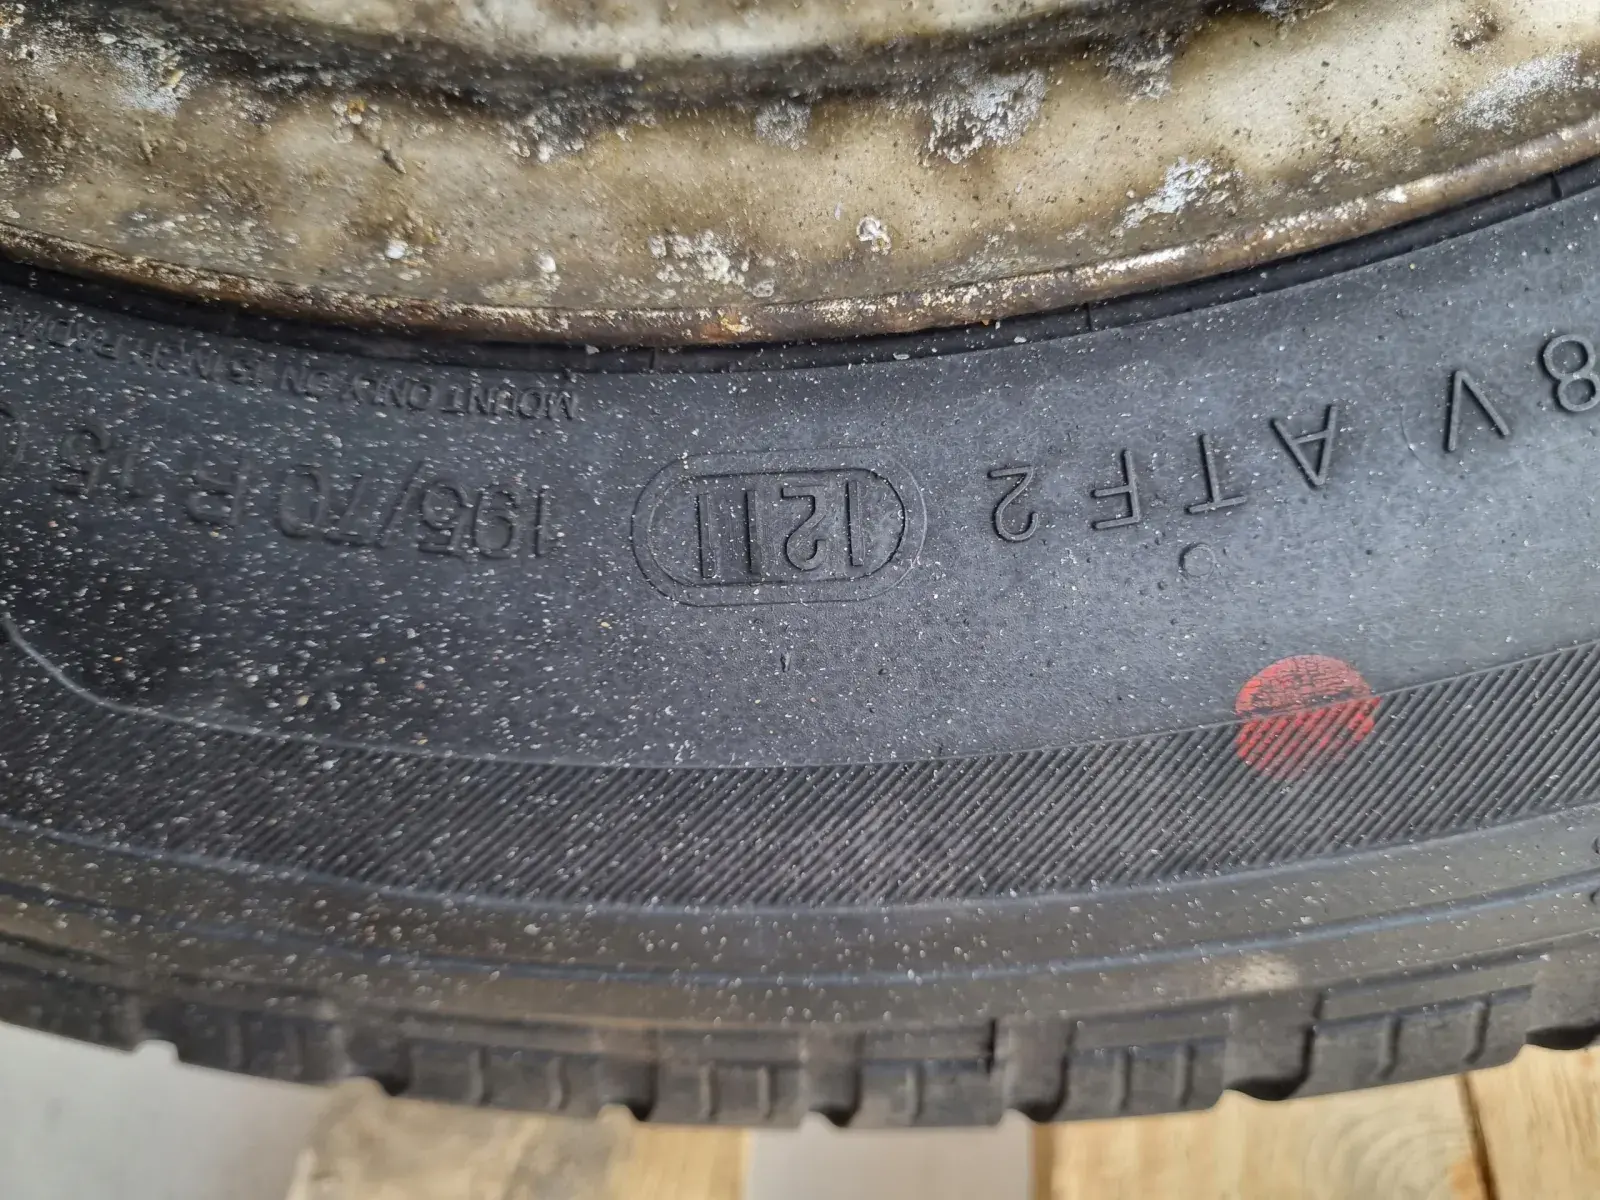 8V ATF2 1211 195/70 R 15
MOUNT ONLY ON 15 INCH